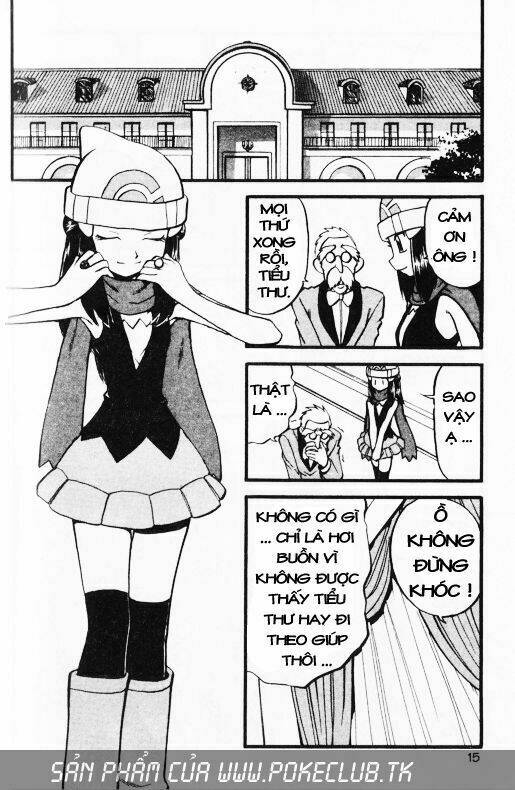 CẢM
ƠN
ÔNG !
MỌI
THỨ
XONG
RỒI,
TIỂU
THƯ.
SAO
VẬY
Ạ ...
THẬT
LÀ ...
Ồ
KHÔNG
ĐỪNG
KHÓC !
KHÔNG CÓ GÌ
... CHỈ LÀ HƠI
BUỒN VÌ
KHÔNG ĐƯỢC
THẤY TIỂU
THƯ HAY ĐI
THEO GIÚP
THÔI ...
15
SẢN PHẨM CỦA WWW.POKECLUB.TK